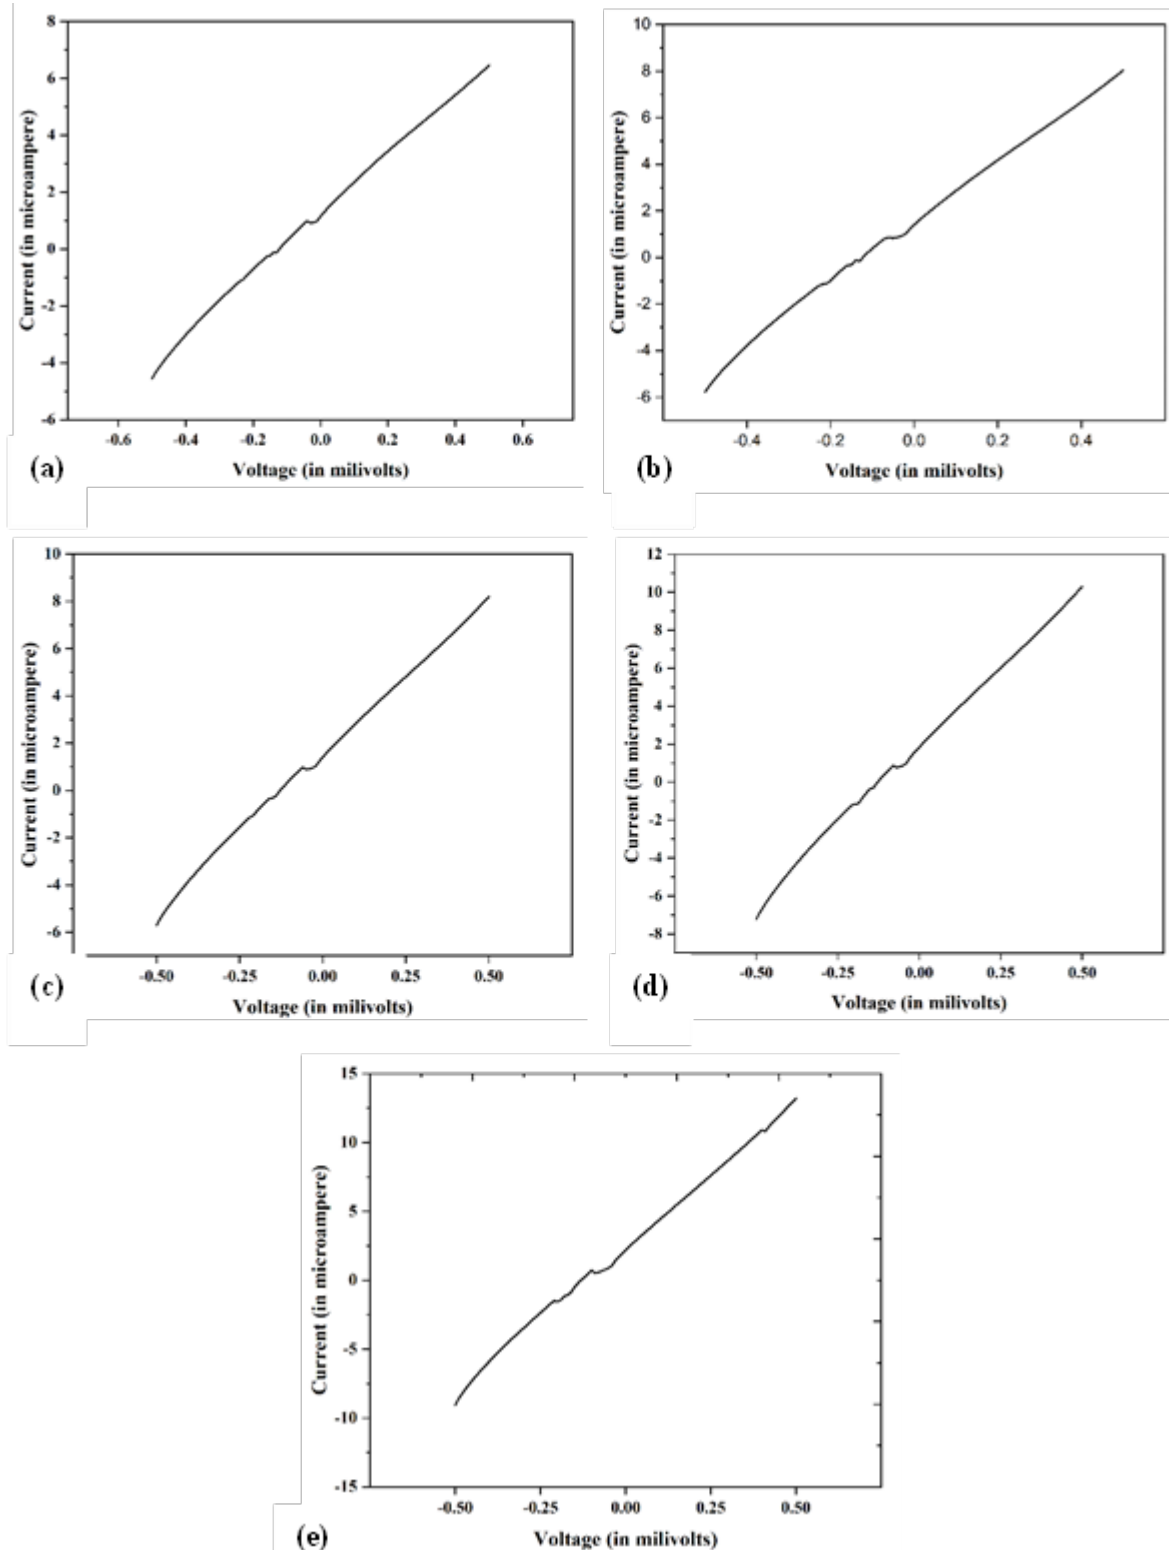 8
6
4
2
0
-2
-4
-6
-0.6 -0.4 -0.2 0.0 0.2 0.4 0.6
Current (in microampere)
Voltage (in milivolts)
(a)
10
8
6
4
2
0
-2
-4
-6
-0.4 -0.2 0.0 0.2 0.4
Current (in microampere)
Voltage (in milivolts)
(b)
10
8
6
4
2
0
-2
-4
-6
-0.50 -0.25 0.00 0.25 0.50
Current (in microampere)
Voltage (in milivolts)
(c)
12
10
8
6
4
2
0
-2
-4
-6
-8
-0.50 -0.25 0.00 0.25 0.50
Current (in microampere)
Voltage (in milivolts)
(d)
15
10
5
0
-5
-10
-15
-0.50 -0.25 0.00 0.25 0.50
Current (in microampere)
Voltage (in milivolts)
(e)